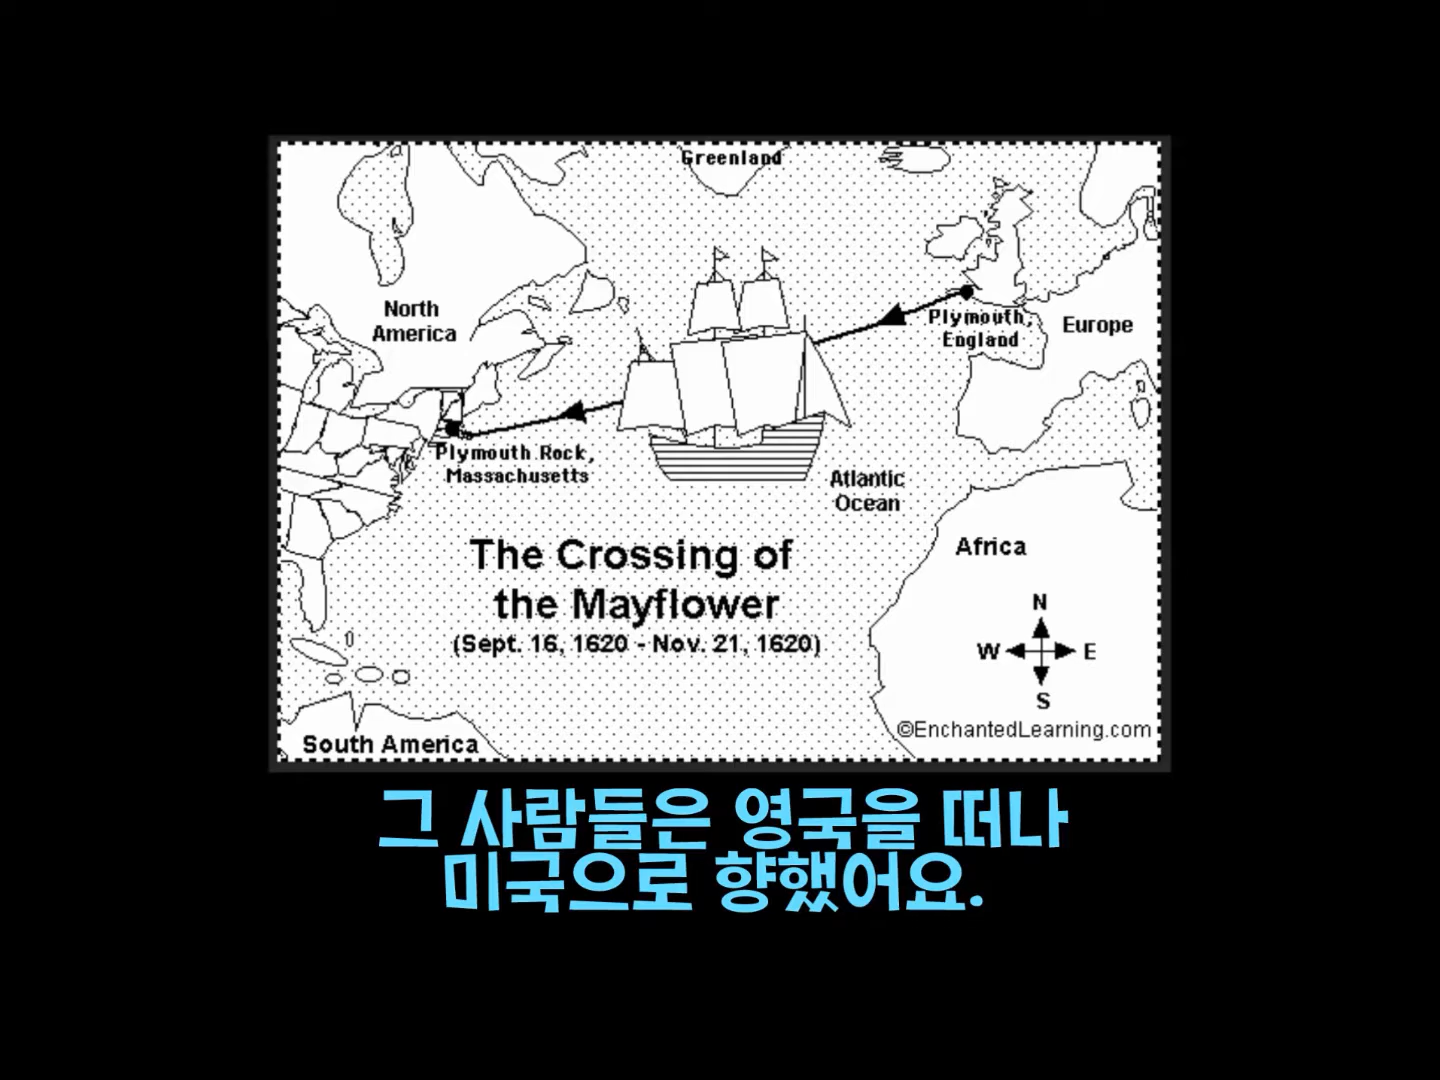 Greenland
North
America
Plymouth,
England
Europe
Plymouth Rock,
Massachusetts
Atlantic
Ocean
The Crossing of
the Mayflower
(Sept. 16, 1620 - Nov. 21, 1620)
Africa
N
W E
S
©EnchantedLearning.com
South America
그 사람들은 영국을 떠나
미국으로 향했어요.